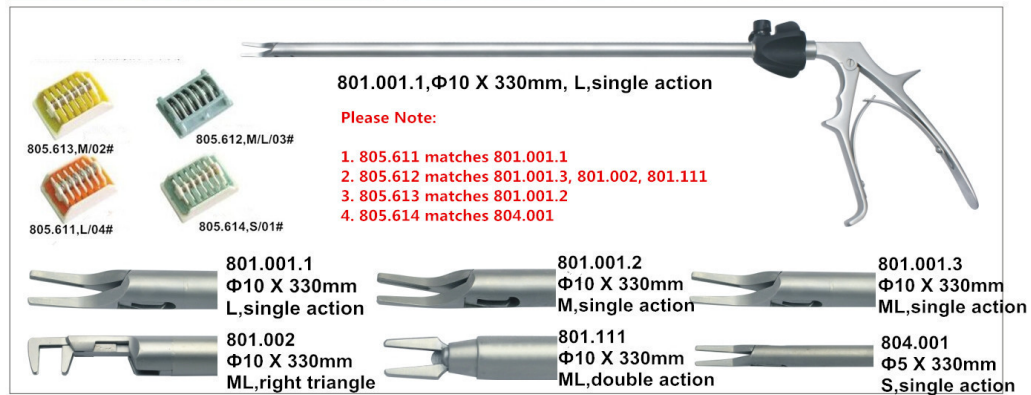 801.001.1,Φ10 X 330mm, L,single action
Please Note:
1. 805.611 matches 801.001.1
2. 805.612 matches 801.001.3, 801.002, 801.111
3. 805.613 matches 801.001.2
4. 805.614 matches 804.001
805.613,M/02#
805.612,M/L/03#
805.611,L/04#
805.614,S/01#
801.001.1
Φ10 X 330mm
L,single action
801.001.2
Φ10 X 330mm
M,single action
801.001.3
Φ10 X 330mm
ML,single action
801.002
Φ10 X 330mm
ML,right triangle
801.111
Φ10 X 330mm
ML,double action
804.001
Φ5 X 330mm
S,single action